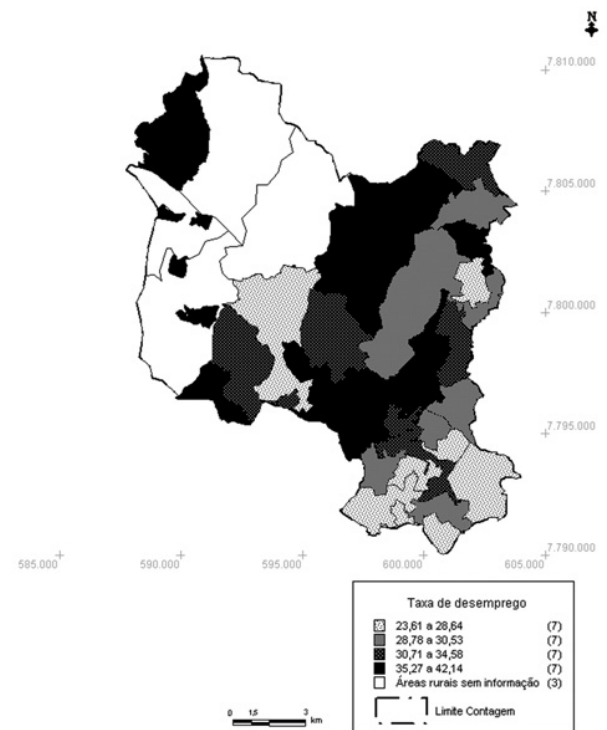 N
7.810.000
7.805.000
7.800.000
7.795.000
7.790.000
585.000 590.000 595.000 600.000 605.000
Taxa de desemprego
23,61 a 28,64 (7)
28,78 a 30,53 (7)
30,71 a 34,58 (7)
35,27 a 42,14 (7)
Áreas rurais sem informação (3)
Limite Contagem
0 1,5 3
km